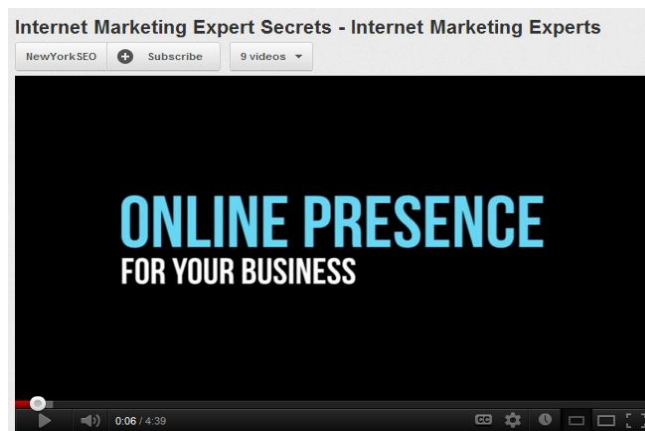 Internet Marketing Expert Secrets - Internet Marketing Experts
NewYorkSEO Subscribe 9 videos
ONLINE PRESENCE
FOR YOUR BUSINESS
0:06 / 4:39 CC